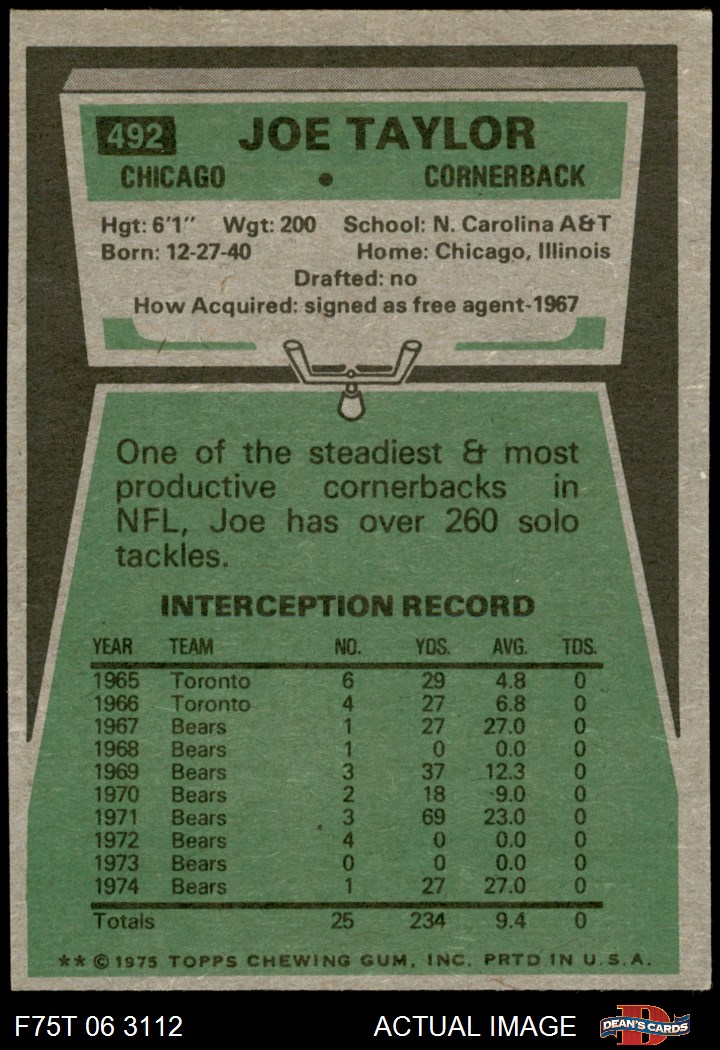 492 JOE TAYLOR
CHICAGO • CORNERBACK
Hgt: 6'1" Wgt: 200 School: N. Carolina A&T
Born: 12-27-40 Home: Chicago, Illinois
Drafted: no
How Acquired: signed as free agent-1967
One of the steadiest & most
productive cornerbacks in
NFL, Joe has over 260 solo
tackles.
INTERCEPTION RECORD
YEAR TEAM NO. YDS. AVG. TDS.
1965 Toronto 6 29 4.8 0
1966 Toronto 4 27 6.8 0
1967 Bears 1 27 27.0 0
1968 Bears 1 0 0.0 0
1969 Bears 3 37 12.3 0
1970 Bears 2 18 9.0 0
1971 Bears 3 69 23.0 0
1972 Bears 4 0 0.0 0
1973 Bears 0 0 0.0 0
1974 Bears 1 27 27.0 0
Totals 25 234 9.4 0
** © 1975 TOPPS CHEWING GUM, INC. PRTD IN U.S.A.
F75T 06 3112 ACTUAL IMAGE D DEAN'S CARDS